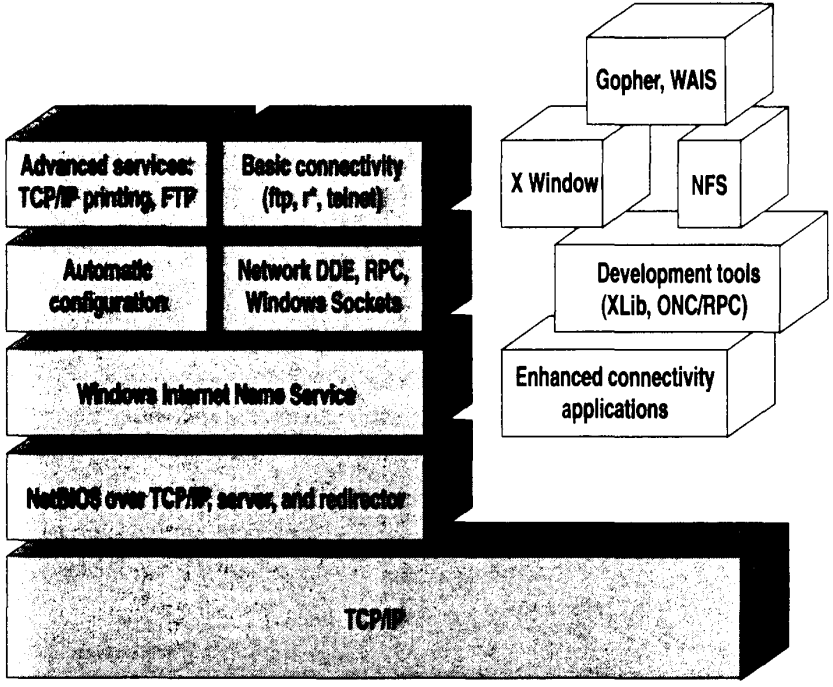 Gopher, WAIS
Advanced services:
TCP/IP printing, FTP
Basic connectivity
(ftp, r*, telnet)
X Window
NFS
Automatic
configuration
Network DDE, RPC,
Windows Sockets
Development tools
(XLib, ONC/RPC)
Windows Internet Name Service
Enhanced connectivity
applications
NetBIOS over TCP/IP, server, and redirector
TCP/IP